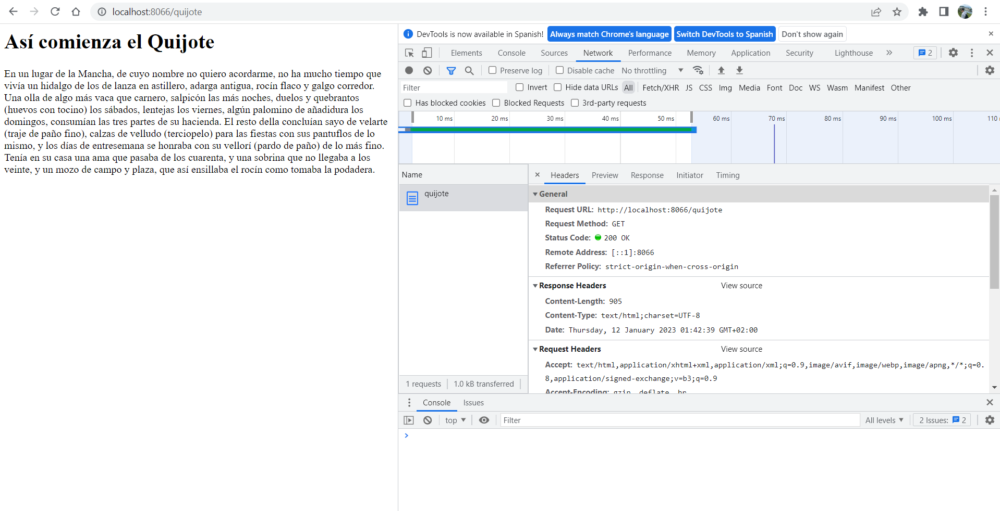 localhost:8066/quijote
Así comienza el Quijote
En un lugar de la Mancha, de cuyo nombre no quiero acordarme, no ha mucho tiempo que
vivía un hidalgo de los de lanza en astillero, adarga antigua, rocín flaco y galgo corredor.
Una olla de algo más vaca que carnero, salpicón las más noches, duelos y quebrantos
(huevos con tocino) los sábados, lentejas los viernes, algún palomino de añadidura los
domingos, consumían las tres partes de su hacienda. El resto della concluían sayo de velarte
(traje de paño fino), calzas de velludo (terciopelo) para las fiestas con sus pantuflos de lo
mismo, y los días de entresemana se honraba con su vellorí (pardo de paño) de lo más fino.
Tenía en su casa una ama que pasaba de los cuarenta, y una sobrina que no llegaba a los
veinte, y un mozo de campo y plaza, que así ensillaba el rocín como tomaba la podadera.
DevTools is now available in Spanish! Always match Chrome's language Switch DevTools to Spanish Don't show again
Elements Console Sources Network Performance Memory Application Security Lighthouse 2
Preserve log Disable cache No throttling
Filter Invert Hide data URLs All Fetch/XHR JS CSS Img Media Font Doc WS Wasm Manifest Other
Has blocked cookies Blocked Requests 3rd-party requests
10 ms 20 ms 30 ms 40 ms 50 ms 60 ms 70 ms 80 ms 90 ms 100 ms 110
Name
quijote
1 requests 1.0 kB transferred
Headers Preview Response Initiator Timing
General
Request URL: http://localhost:8066/quijote
Request Method: GET
Status Code: 200 OK
Remote Address: [::1]:8066
Referrer Policy: strict-origin-when-cross-origin
Response Headers View source
Content-Length: 905
Content-Type: text/html;charset=UTF-8
Date: Thursday, 12 January 2023 01:42:39 GMT+02:00
Request Headers View source
Accept: text/html,application/xhtml+xml,application/xml;q=0.9,image/avif,image/webp,image/apng,*/*;q=0.
8,application/signed-exchange;v=b3;q=0.9
Accept-Encoding: gzip, deflate, br
Console Issues
top Filter All levels 2 Issues: 2